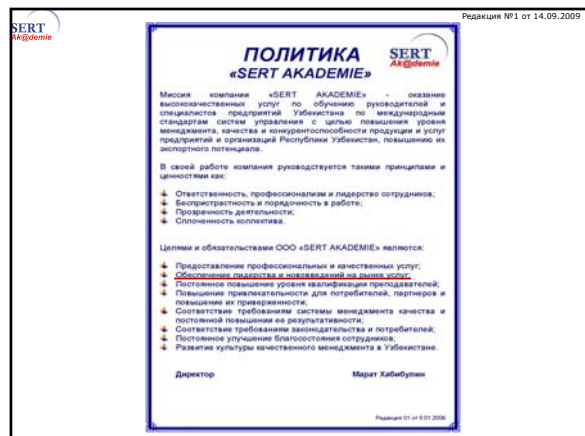 Редакция №1 от 14.09.2009
SERT
Ak@demie
ПОЛИТИКА
«SERT AKADEMIE»
SERT
Ak@demie
Миссия компании «SERT AKADEMIE» - оказание
высококачественных услуг по обучению руководителей и
специалистов предприятий Узбекистана по международным
стандартам систем управления с целью повышения уровня
менеджмента, качества и конкурентоспособности продукции и услуг
предприятий и организаций Республики Узбекистан, повышению их
экспортного потенциала.
В своей работе компания руководствуется такими принципами и
ценностями как:
Ответственность, профессионализм и лидерство сотрудников;
Беспристрастность и порядочность в работе;
Прозрачность деятельности;
Сплоченность коллектива.
Целями и обязательствами ООО «SERT AKADEMIE» являются:
Предоставление профессиональных и качественных услуг;
Обеспечение лидерства и нововведений на рынке услуг;
Постоянное повышение уровня квалификации преподавателей;
Повышение привлекательности для потребителей, партнеров и
повышение их приверженности;
Соответствие требованиям системы менеджмента качества и
постоянной повышении ее результативности;
Соответствие требованиям законодательства и потребителей;
Постоянное улучшение благосостояния сотрудников;
Развитие культуры качественного менеджмента в Узбекистане.
Директор Марат Хабибулин
Редакция 01 от